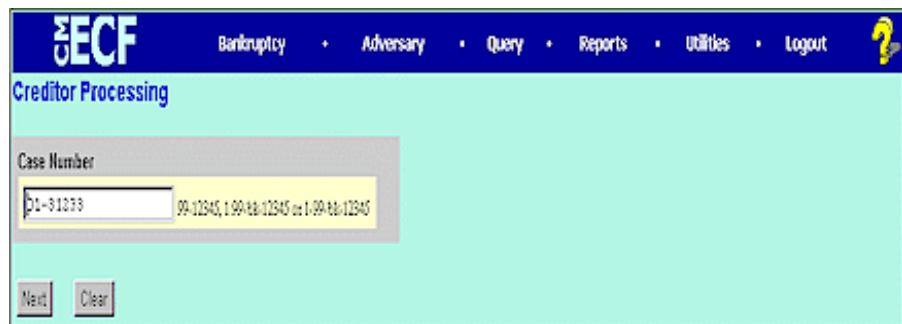 CM ECF Bankruptcy • Adversary • Query • Reports • Utilities • Logout ?
Creditor Processing
Case Number
01-31233 99-12345, 1:99-bk-12345 or 1-99-bk-12345
Next Clear